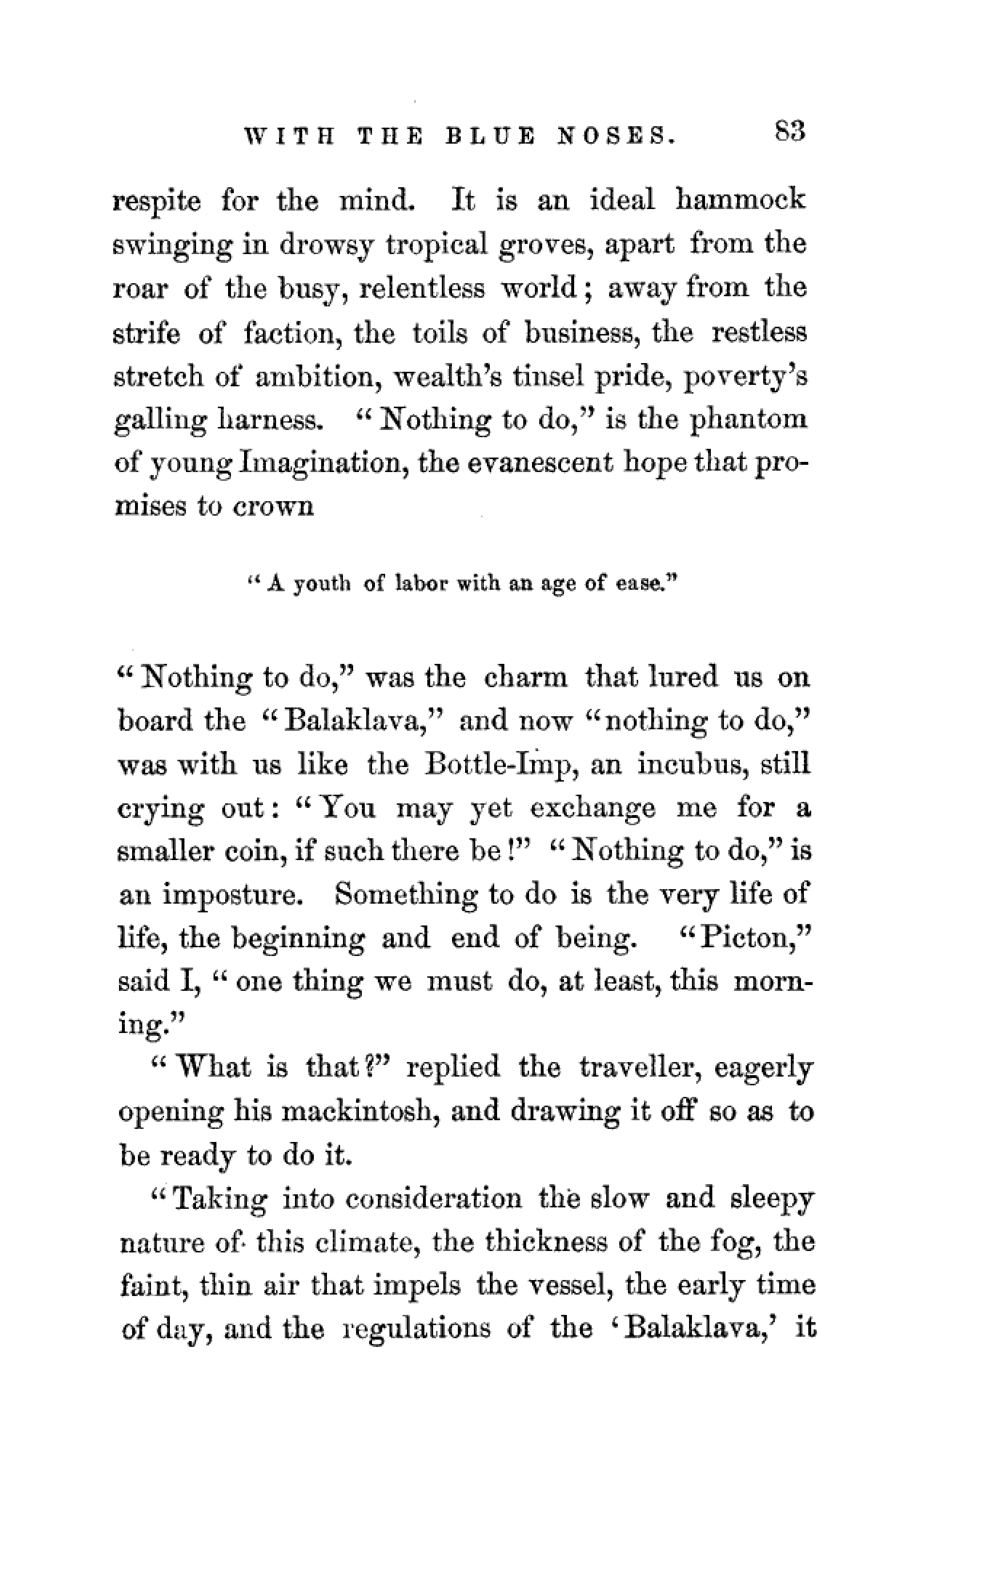 WITH THE BLUE NOSES. 83
respite for the mind. It is an ideal hammock
swinging in drowsy tropical groves, apart from the
roar of the busy, relentless world; away from the
strife of faction, the toils of business, the restless
stretch of ambition, wealth's tinsel pride, poverty's
galling harness. "Nothing to do," is the phantom
of young Imagination, the evanescent hope that pro-
mises to crown
"A youth of labor with an age of ease."
"Nothing to do," was the charm that lured us on
board the "Balaklava," and now "nothing to do,"
was with us like the Bottle-Imp, an incubus, still
crying out: "You may yet exchange me for a
smaller coin, if such there be!" "Nothing to do," is
an imposture. Something to do is the very life of
life, the beginning and end of being. "Picton,"
said I, "one thing we must do, at least, this morn-
ing."
"What is that?" replied the traveller, eagerly
opening his mackintosh, and drawing it off so as to
be ready to do it.
"Taking into consideration the slow and sleepy
nature of this climate, the thickness of the fog, the
faint, thin air that impels the vessel, the early time
of day, and the regulations of the 'Balaklava,' it